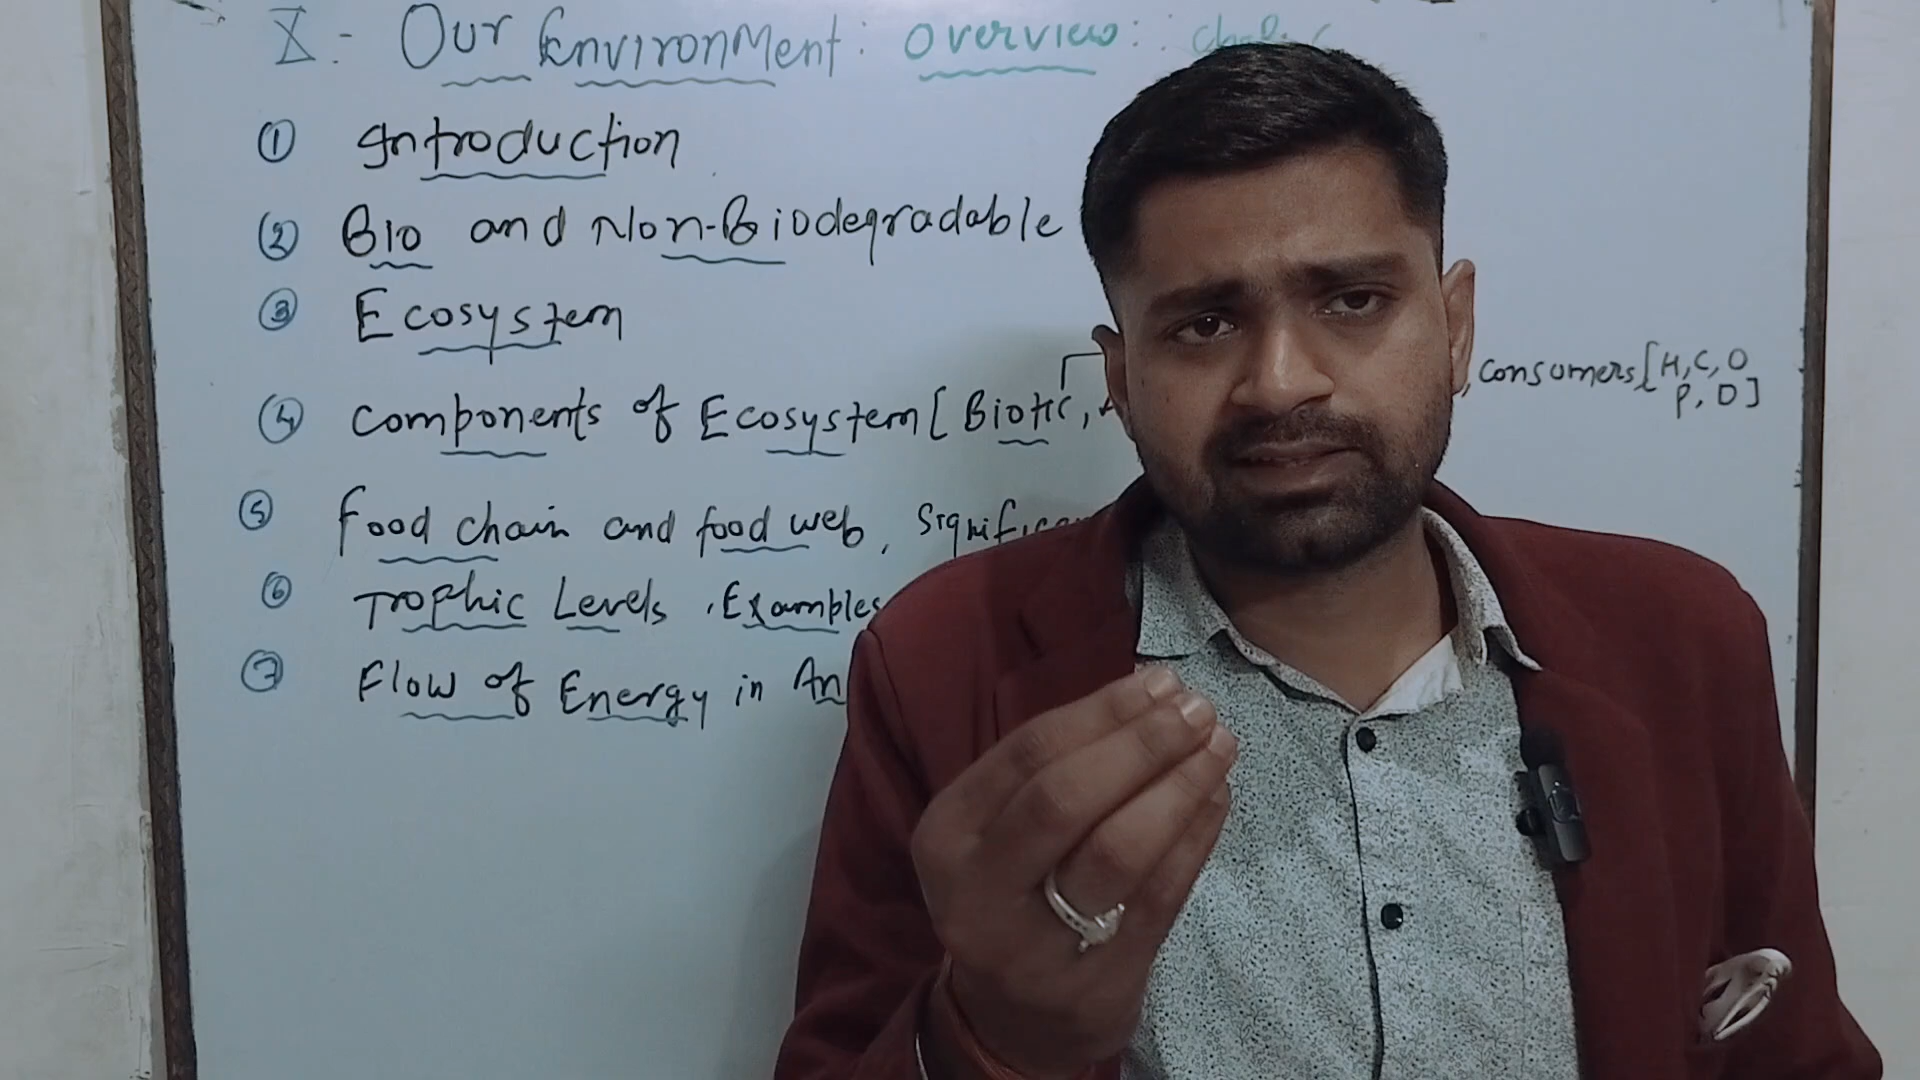 X:- Our Environment: Overview:
① Introduction
② Bio and Non-Biodegradable
③ Ecosystem
④ Components of Ecosystem [Biotic, , consumers [H, C, O
P, D]
⑤ Food chain and food web,
⑥ Trophic Levels, Examples
⑦ Flow of Energy in An